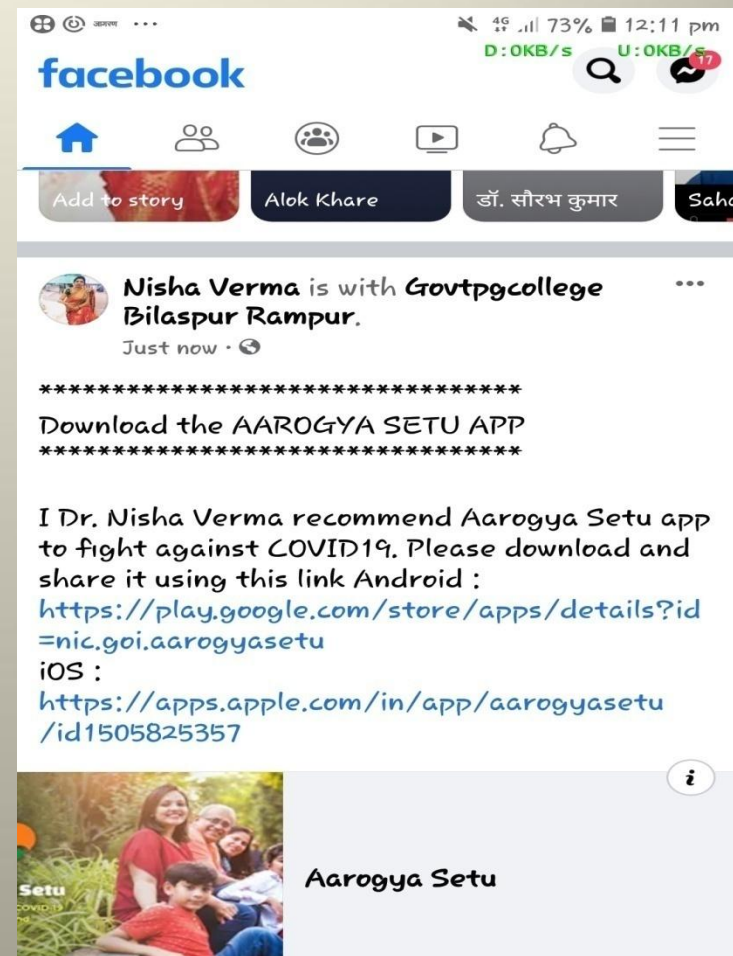 जागरण ... 4G 73% 12:11 pm
D:0KB/s U:0KB/s
facebook 17
Add to story Alok Khare डॉ. सौरभ कुमार Saha
Nisha Verma is with Govtpgcollege ...
Bilaspur Rampur.
Just now ·
*********************************
Download the AAROGYA SETU APP
*********************************
I Dr. Nisha Verma recommend Aarogya Setu app
to fight against COVID19. Please download and
share it using this link Android :
https://play.google.com/store/apps/details?id
=nic.goi.aarogyasetu
iOS :
https://apps.apple.com/in/app/aarogyasetu
/id1505825357
i
Setu
Aarogya Setu